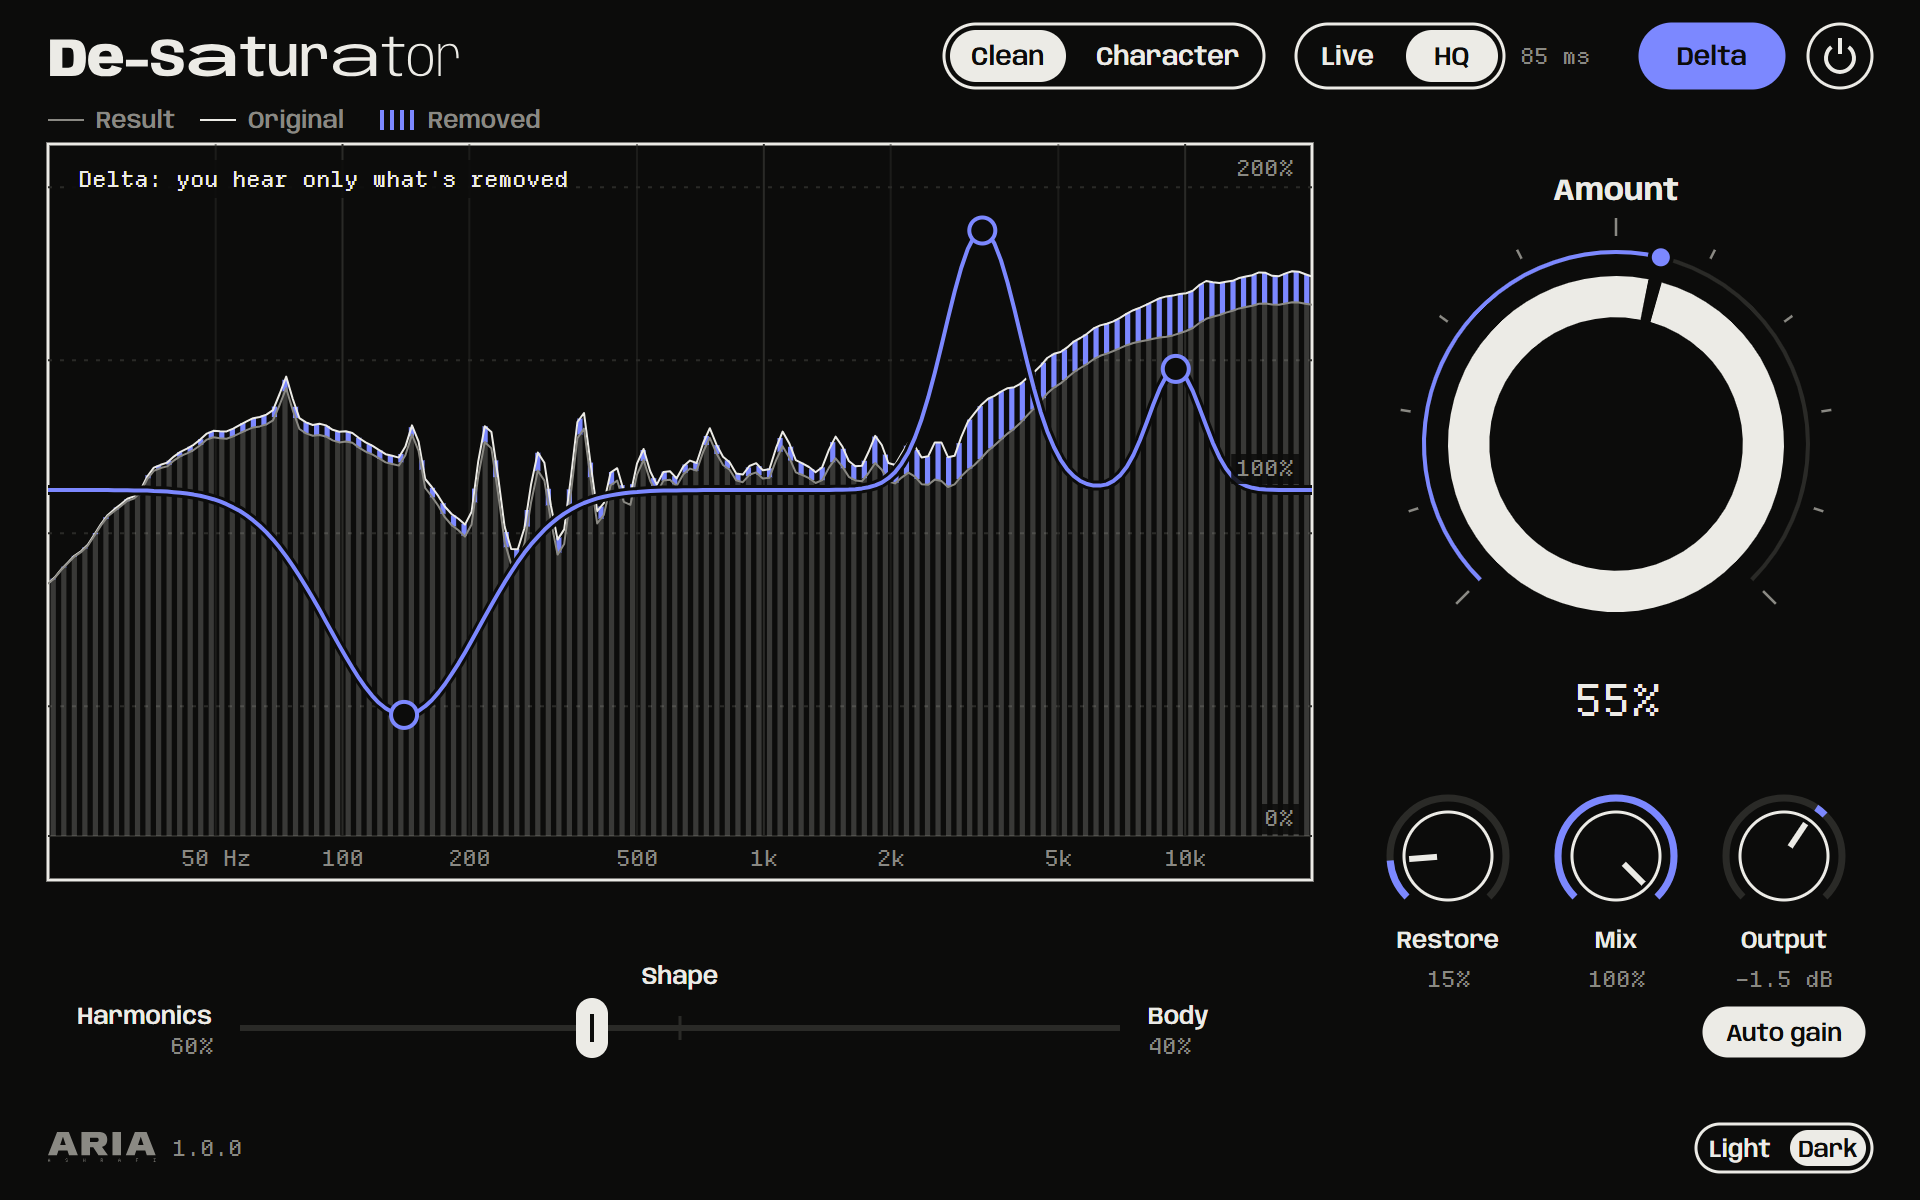 De-Saturator
Clean Character
Live HQ 85 ms
Delta
Result Original Removed
Delta: you hear only what's removed
200%
100%
0%
50 Hz 100 200 500 1k 2k 5k 10k
Amount
55%
Restore Mix Output
15% 100% -1.5 dB
Shape
Harmonics Body
60% 40%
Auto gain
ARIA 1.0.0
Light Dark